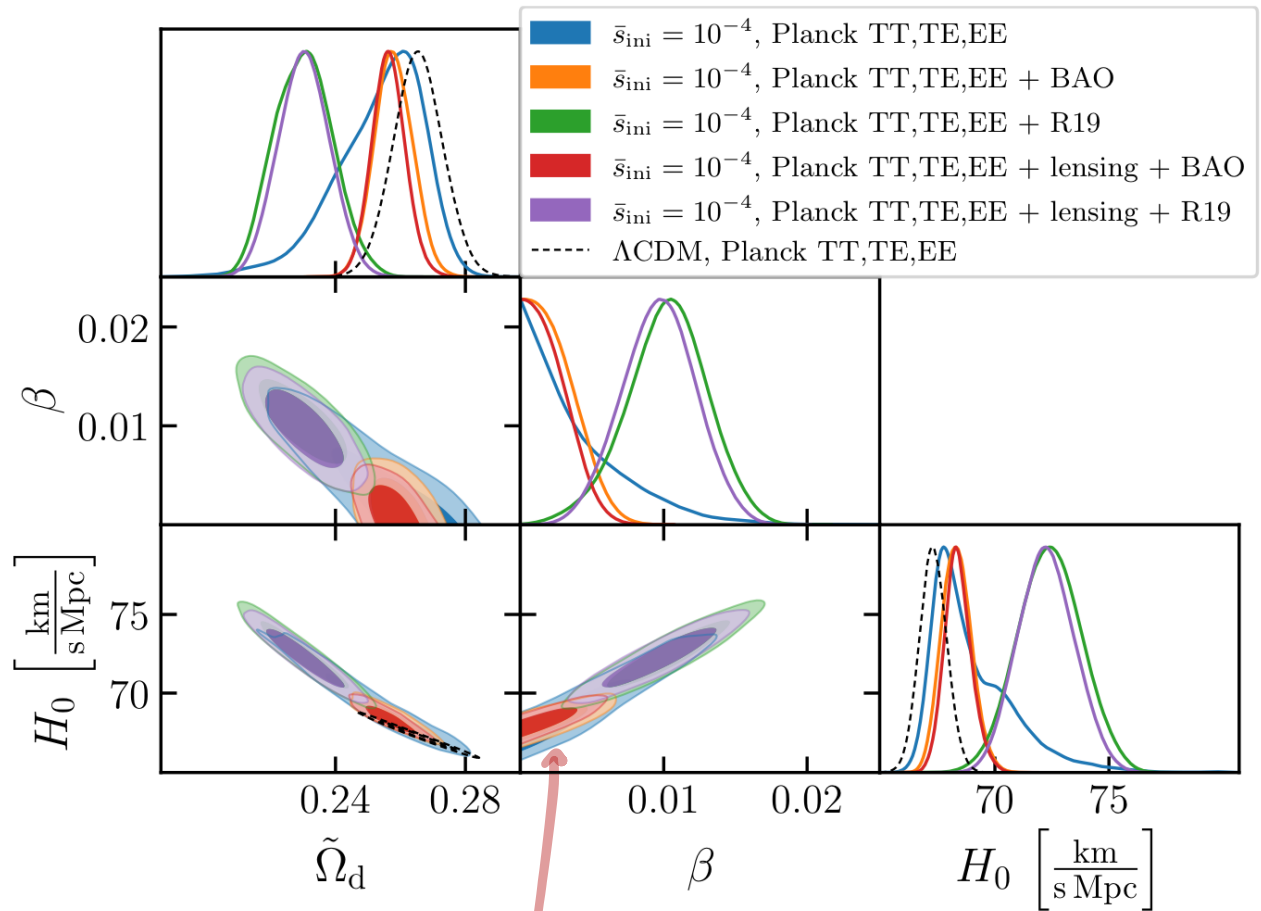 s̄ini = 10−4, Planck TT,TE,EE
s̄ini = 10−4, Planck TT,TE,EE + BAO
s̄ini = 10−4, Planck TT,TE,EE + R19
s̄ini = 10−4, Planck TT,TE,EE + lensing + BAO
s̄ini = 10−4, Planck TT,TE,EE + lensing + R19
ΛCDM, Planck TT,TE,EE
0.02
0.01
β
75
70
H0 [km / s Mpc]
0.24 0.28
0.01 0.02
70 75
Ω̃d
β
H0 [km / s Mpc]